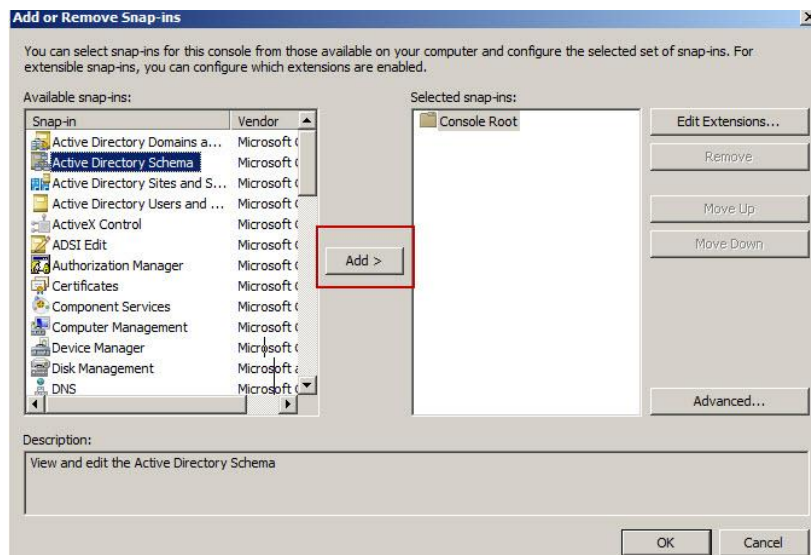 Add or Remove Snap-ins
You can select snap-ins for this console from those available on your computer and configure the selected set of snap-ins. For
extensible snap-ins, you can configure which extensions are enabled.
Available snap-ins:
Selected snap-ins:
Snap-in Vendor
Console Root
Edit Extensions...
Active Directory Domains a... Microsoft
Active Directory Schema Microsoft
Remove
Active Directory Sites and S... Microsoft
Active Directory Users and ... Microsoft
Move Up
ActiveX Control Microsoft
ADSI Edit Microsoft
Move Down
Authorization Manager Microsoft
Add >
Certificates Microsoft
Component Services Microsoft
Computer Management Microsoft
Device Manager Microsoft
Disk Management Microsoft
DNS Microsoft
Advanced...
Description:
View and edit the Active Directory Schema
OK Cancel